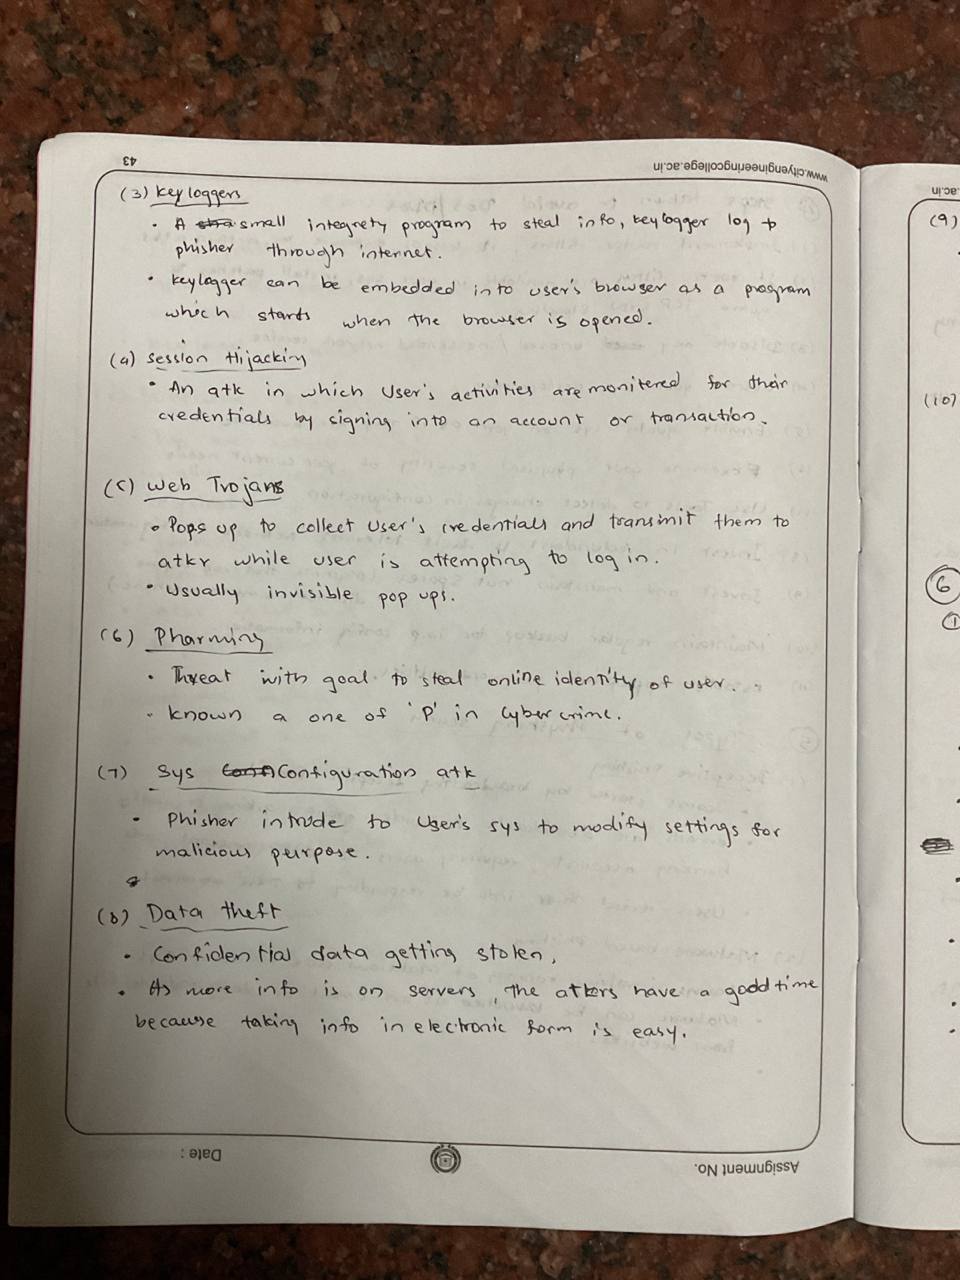 43
www.cityengineeringcollege.ac.in
(3) Keyloggers
• A small integrety program to steal info, keylogger log to
phisher through internet.
• Keylogger can be embedded into user's browser as a program
which starts when the browser is opened.
(4) Session Hijacking
• An atk in which User's activities are monitered for their
credentials by signing into an account or transaction.
(5) Web Trojans
• Pops up to collect User's credentials and transmit them to
atkr while user is attempting to log in.
• Usually invisible pop ups.
(6) Pharming
• Threat with goal to steal online identity of user.
• Known a one of 'P' in Cyber crime.
(7) Sys Configuration atk
• Phisher intrude to User's sys to modify settings for
malicious purpose.
(8) Data theft
• Confidential data getting stolen,
• As more info is on servers, the atkers have a good time
because taking info in electronic form is easy.
Date :
Assignment No.
ac.in
(9)
(10)
6
1